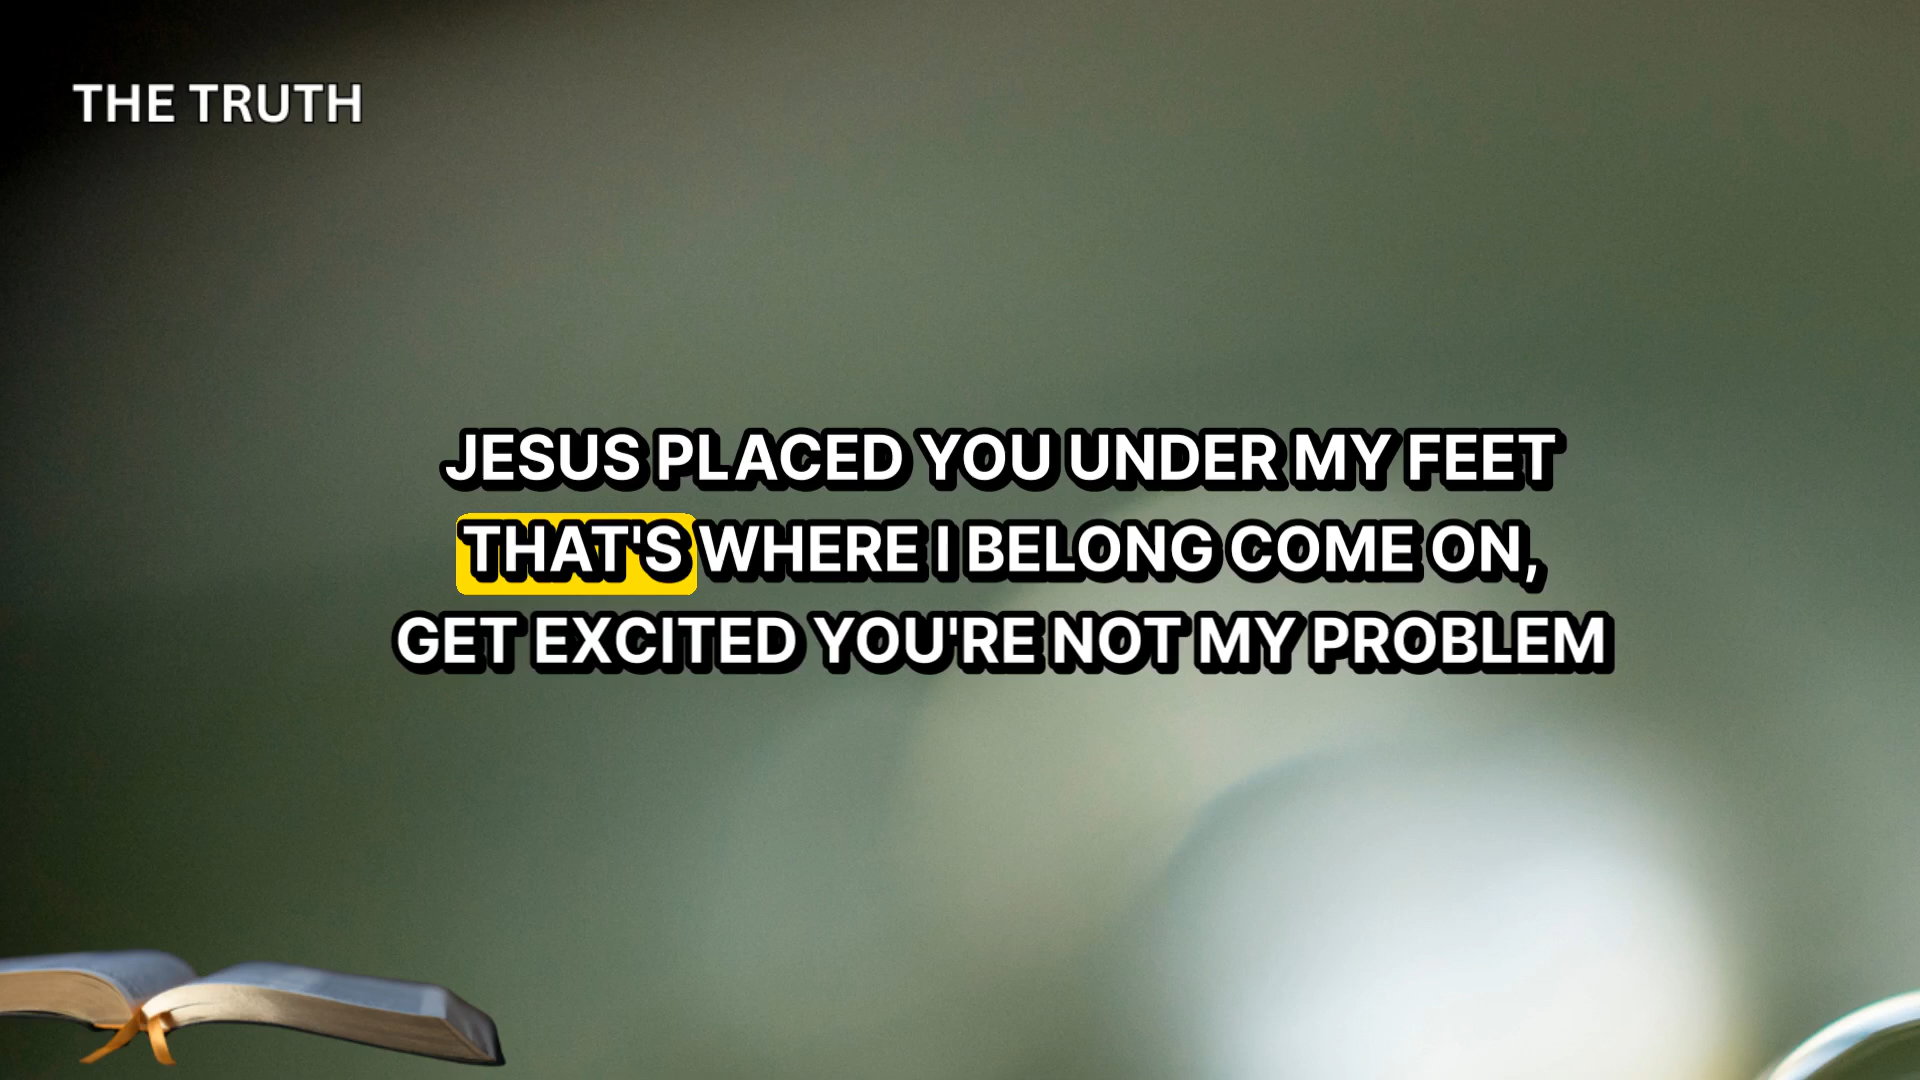 THE TRUTH
JESUS PLACED YOU UNDER MY FEET
THAT'S WHERE I BELONG COME ON,
GET EXCITED YOU'RE NOT MY PROBLEM